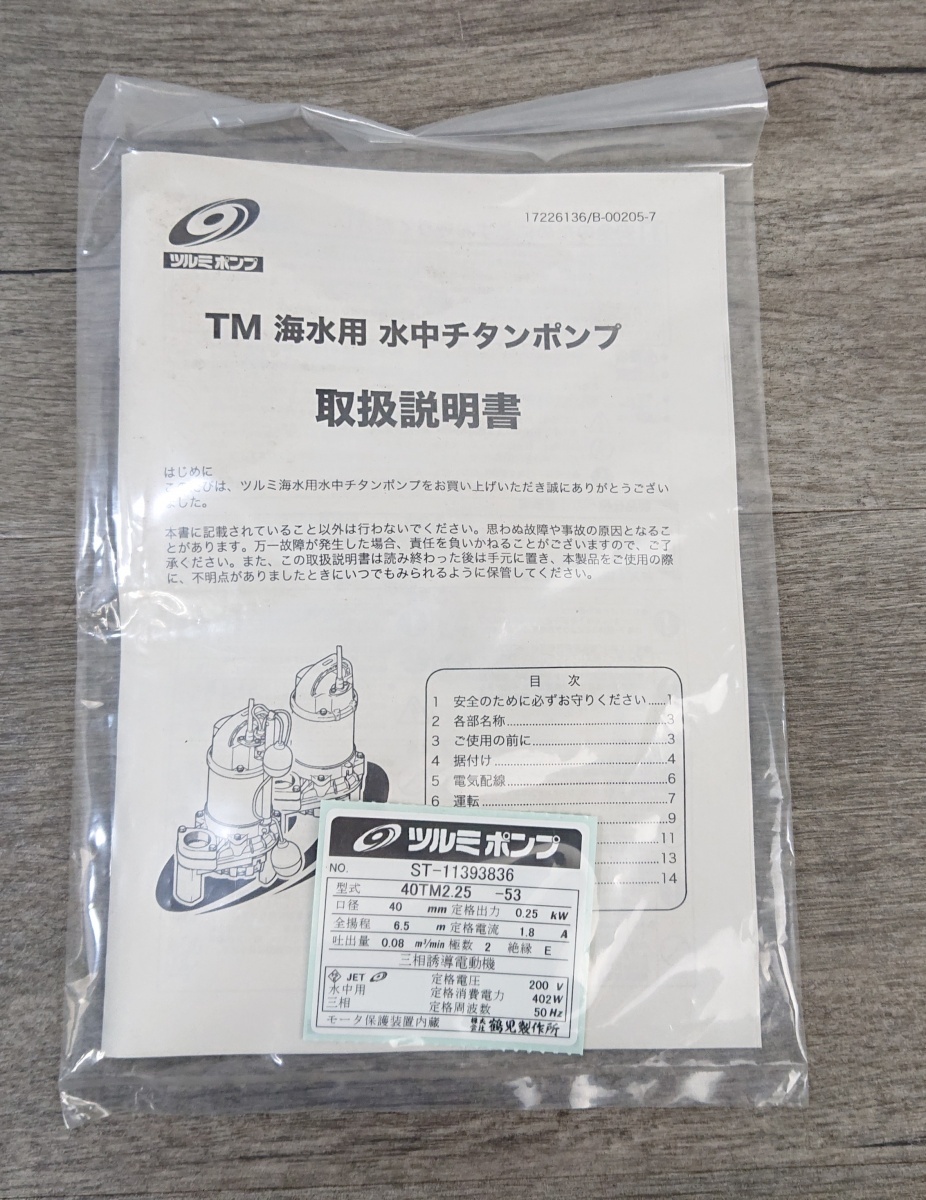 17226136/B-00205-7
ツルミポンプ
TM 海水用 水中チタンポンプ
取扱説明書
はじめに
は、ツルミ海水用水中チタンポンプをお買い上げいただき誠にありがとうござい
ました。
本書に記載されていること以外は行わないでください。思わぬ故障や事故の原因となるこ
とがあります。万一故障が発生した場合、責任を負いかねることがございますので、ご了
承ください。また、この取扱説明書は読み終わった後は手元に置き、本製品をご使用の際
に、不明点がありましたときにいつでもみられるように保管してください。
目 次
1 安全のために必ずお守りください......1
2 各部名称......3
3 ご使用の前に......3
4 据付け......4
5 電気配線......6
6 運転......7
9
11
13
14
ツルミポンプ
NO. ST-11393836
型式 40TM2.25 -53
口径 40 mm 定格出力 0.25 kW
全揚程 6.5 m 定格電流 1.8 A
吐出量 0.08 m³/min 極数 2 絶縁 E
三相誘導電動機
JET 定格電圧 200 V
水中用 定格消費電力 402W
三相 定格周波数 50Hz
モータ保護装置内蔵 株式会社 鶴見製作所